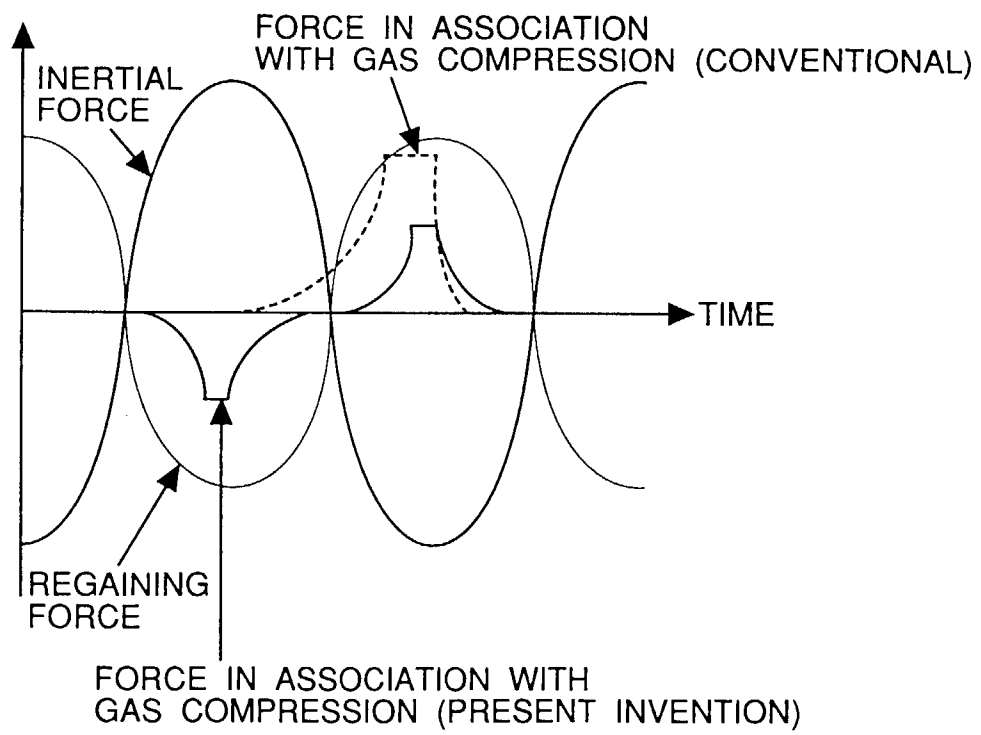 FORCE IN ASSOCIATION
WITH GAS COMPRESSION (CONVENTIONAL)
INERTIAL
FORCE
TIME
REGAINING
FORCE
FORCE IN ASSOCIATION WITH
GAS COMPRESSION (PRESENT INVENTION)